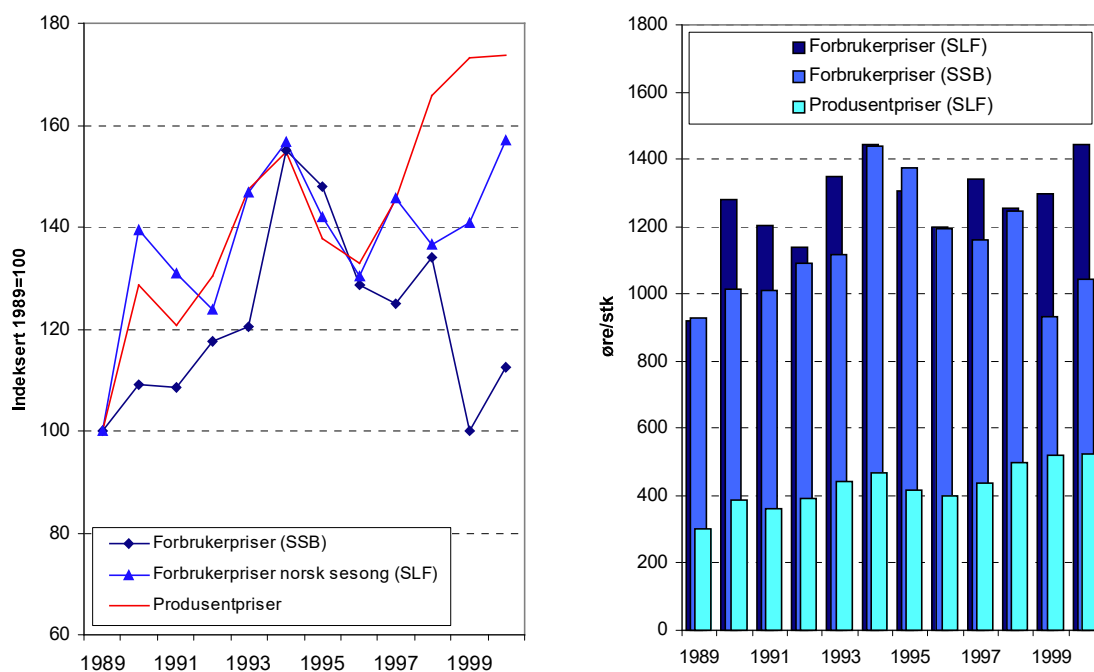 180
160
140
120
100
80
60
Indeksert 1989=100
Forbrukerpriser (SSB)
Forbrukerpriser norsk sesong (SLF)
Produsentpriser
1989 1991 1993 1995 1997 1999
1800
1600
1400
1200
1000
800
600
400
200
0
øre/stk
Forbrukerpriser (SLF)
Forbrukerpriser (SSB)
Produsentpriser (SLF)
1989 1991 1993 1995 1997 1999